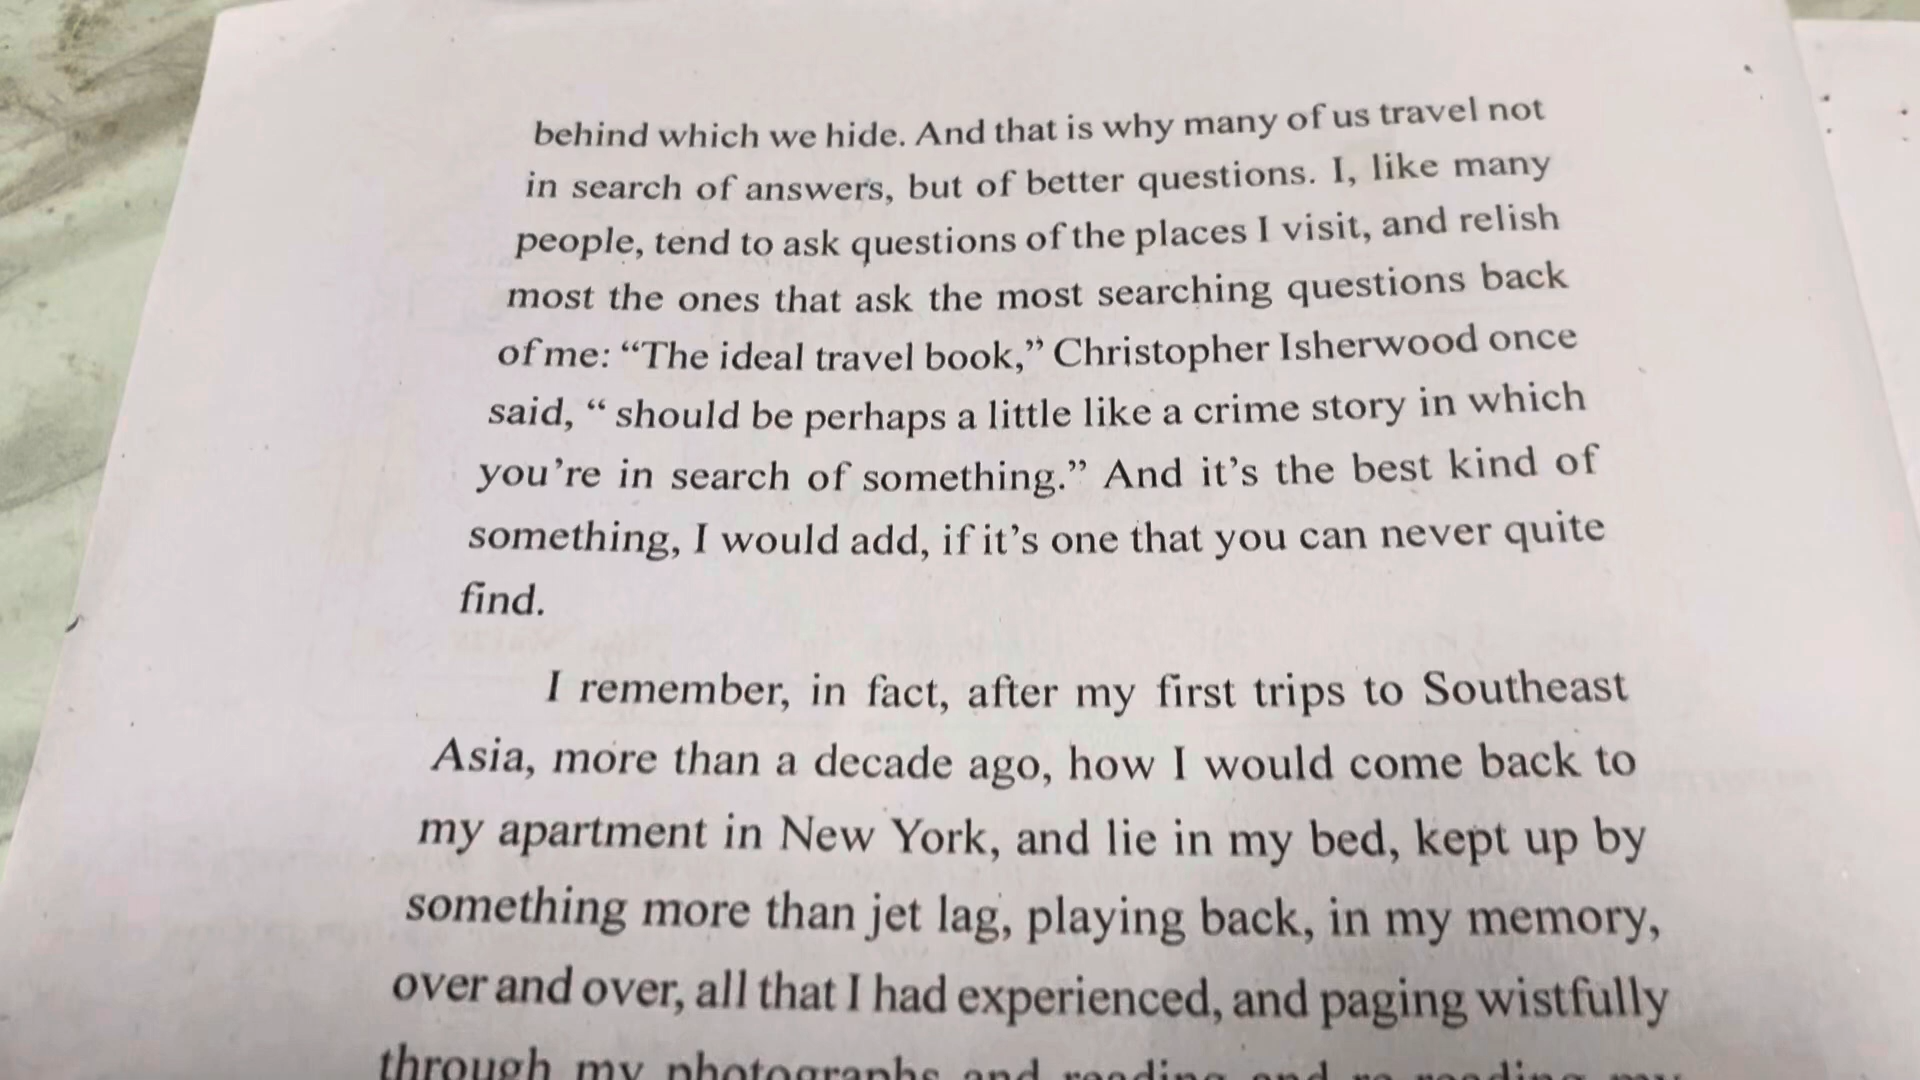 behind which we hide. And that is why many of us travel not
in search of answers, but of better questions. I, like many
people, tend to ask questions of the places I visit, and relish
most the ones that ask the most searching questions back
of me: “The ideal travel book,” Christopher Isherwood once
said, “ should be perhaps a little like a crime story in which
you’re in search of something.” And it’s the best kind of
something, I would add, if it’s one that you can never quite
find.
I remember, in fact, after my first trips to Southeast
Asia, more than a decade ago, how I would come back to
my apartment in New York, and lie in my bed, kept up by
something more than jet lag, playing back, in my memory,
over and over, all that I had experienced, and paging wistfully
through my photographs and reading and re-reading my